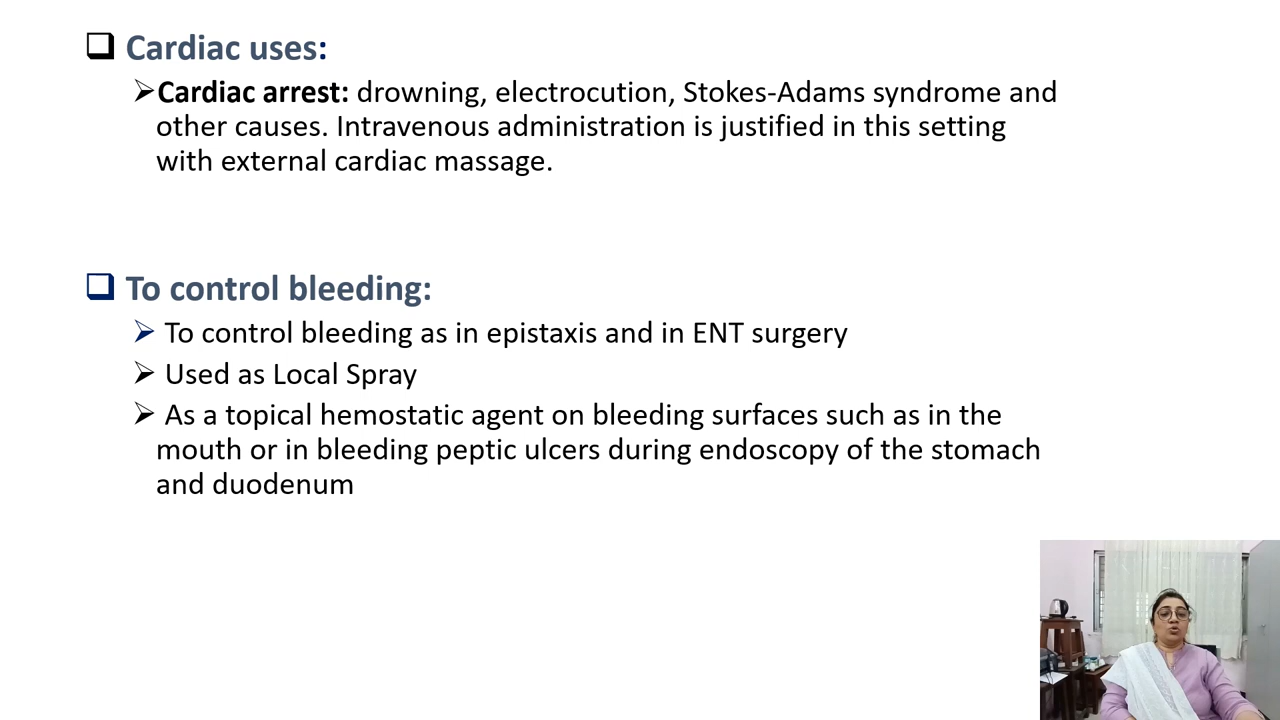 Cardiac uses:
Cardiac arrest: drowning, electrocution, Stokes-Adams syndrome and
other causes. Intravenous administration is justified in this setting
with external cardiac massage.
To control bleeding:
To control bleeding as in epistaxis and in ENT surgery
Used as Local Spray
As a topical hemostatic agent on bleeding surfaces such as in the
mouth or in bleeding peptic ulcers during endoscopy of the stomach
and duodenum